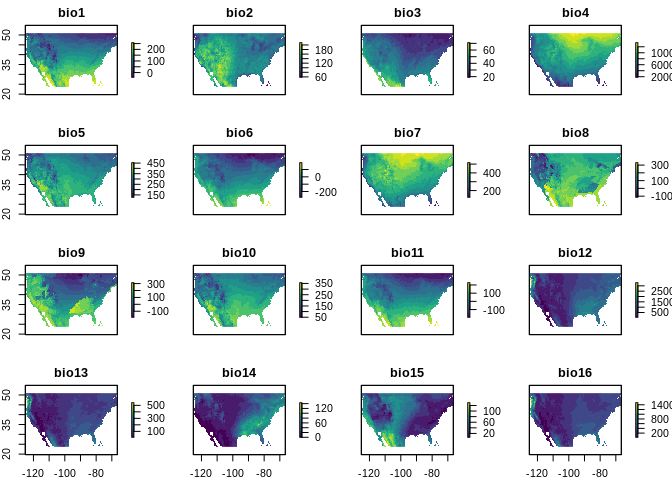 bio1 bio2 bio3 bio4
50 35 20 200 100 0 180 120 60 60 40 20 1000 6000 2000
bio5 bio6 bio7 bio8
50 35 20 450 350 250 150 0 -200 400 200 300 100 -100
bio9 bio10 bio11 bio12
50 35 20 300 100 -100 350 250 150 50 100 -100 2500 1500 500
bio13 bio14 bio15 bio16
50 35 20 500 300 100 120 60 0 100 60 20 1400 800 200
-120 -100 -80 -120 -100 -80 -120 -100 -80 -120 -100 -80